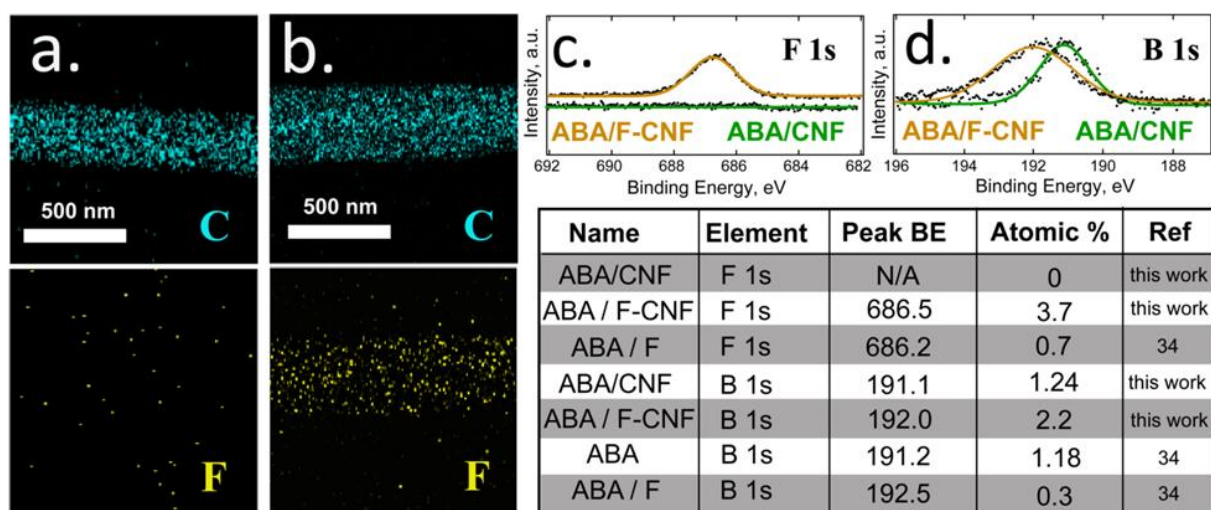 a.
500 nm
C
F
b.
500 nm
C
F
c.
F 1s
Intensity, a.u.
ABA/F-CNF ABA/CNF
692 690 688 686 684 682
Binding Energy, eV
d.
B 1s
Intensity, a.u.
ABA/F-CNF ABA/CNF
196 194 192 190 188
Binding Energy, eV
Name Element Peak BE Atomic % Ref
ABA/CNF F 1s N/A 0 this work
ABA / F-CNF F 1s 686.5 3.7 this work
ABA / F F 1s 686.2 0.7 34
ABA/CNF B 1s 191.1 1.24 this work
ABA / F-CNF B 1s 192.0 2.2 this work
ABA B 1s 191.2 1.18 34
ABA / F B 1s 192.5 0.3 34